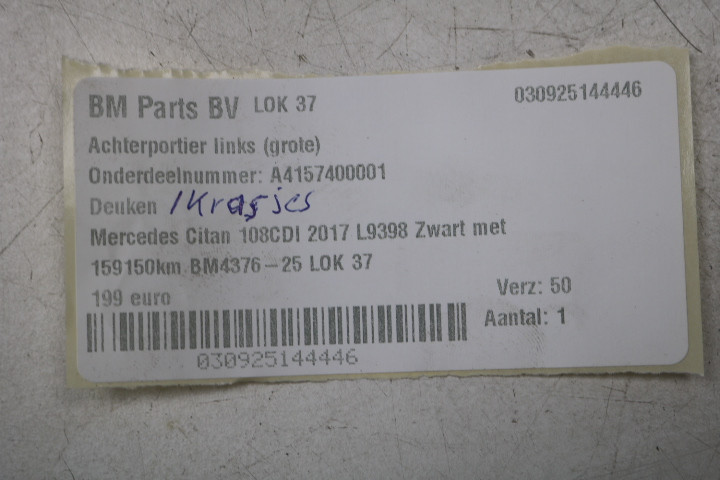 BM Parts BV LOK 37 030925144446
Achterportier links (grote)
Onderdeelnummer: A4157400001
Deuken /Krasjes
Mercedes Citan 108CDI 2017 L9398 Zwart met
159150km BM4376-25 LOK 37
199 euro Verz: 50
Aantal: 1
030925144446